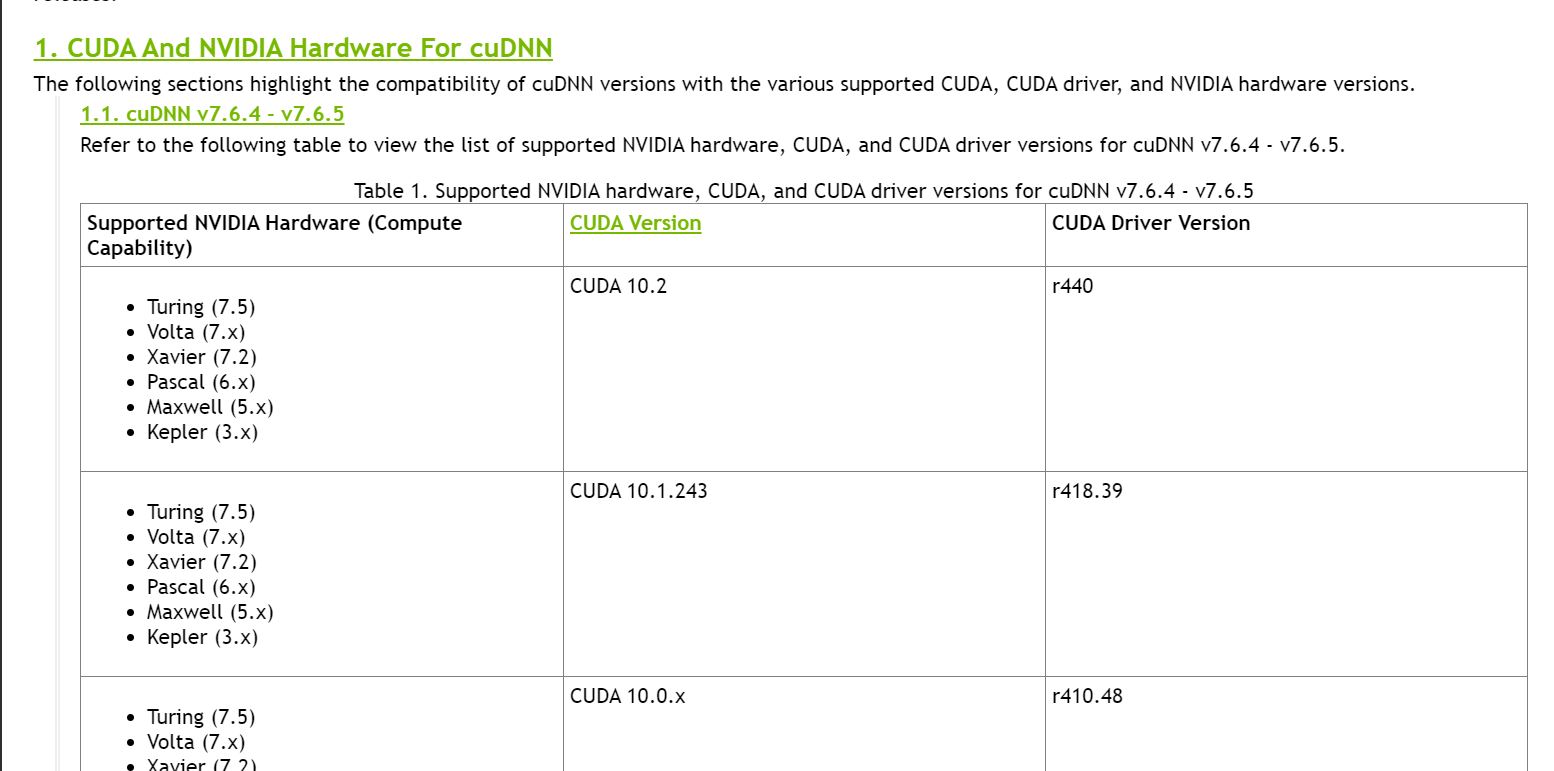 1. CUDA And NVIDIA Hardware For cuDNN
The following sections highlight the compatibility of cuDNN versions with the various supported CUDA, CUDA driver, and NVIDIA hardware versions.
1.1. cuDNN v7.6.4 - v7.6.5
Refer to the following table to view the list of supported NVIDIA hardware, CUDA, and CUDA driver versions for cuDNN v7.6.4 - v7.6.5.
Table 1. Supported NVIDIA hardware, CUDA, and CUDA driver versions for cuDNN v7.6.4 - v7.6.5
Supported NVIDIA Hardware (Compute
Capability)
CUDA Version
CUDA Driver Version
• Turing (7.5)
• Volta (7.x)
• Xavier (7.2)
• Pascal (6.x)
• Maxwell (5.x)
• Kepler (3.x)
CUDA 10.2
r440
• Turing (7.5)
• Volta (7.x)
• Xavier (7.2)
• Pascal (6.x)
• Maxwell (5.x)
• Kepler (3.x)
CUDA 10.1.243
r418.39
• Turing (7.5)
• Volta (7.x)
• Xavier (7.2)
CUDA 10.0.x
r410.48